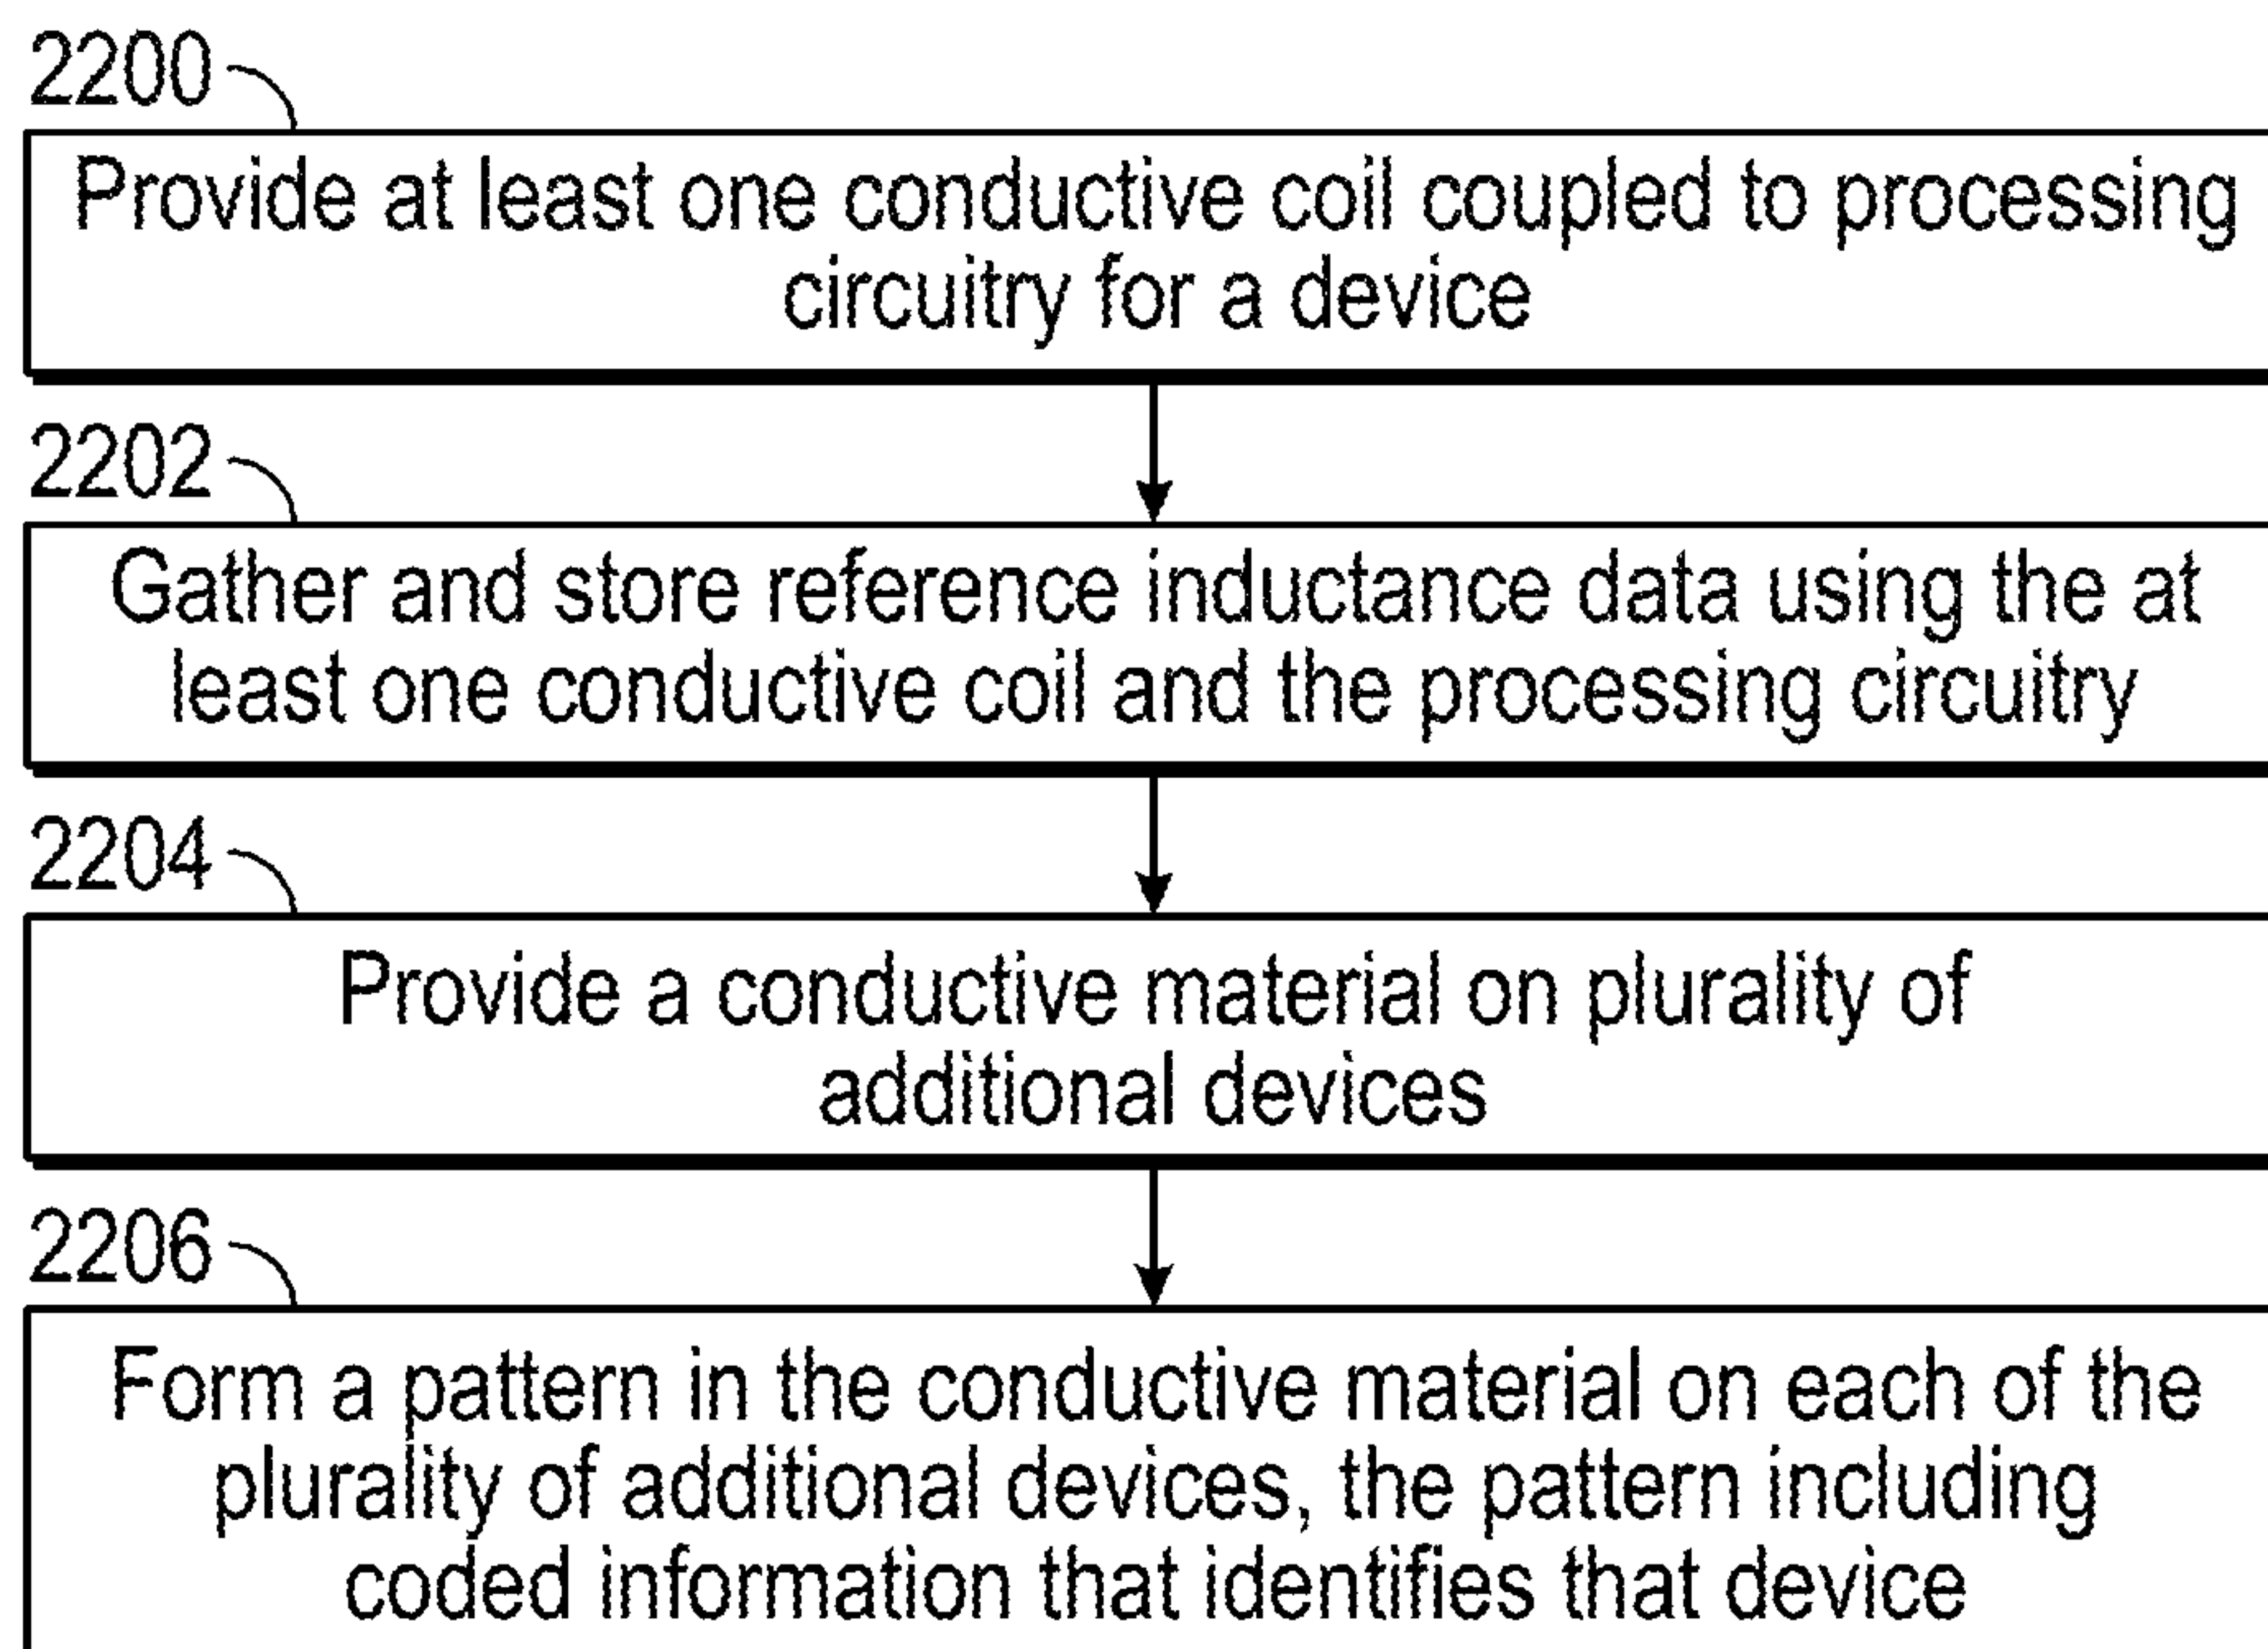 2200
Provide at least one conductive coil coupled to processing
circuitry for a device
2202
Gather and store reference inductance data using the at
least one conductive coil and the processing circuitry
2204
Provide a conductive material on plurality of
additional devices
2206
Form a pattern in the conductive material on each of the
plurality of additional devices, the pattern including
coded information that identifies that device